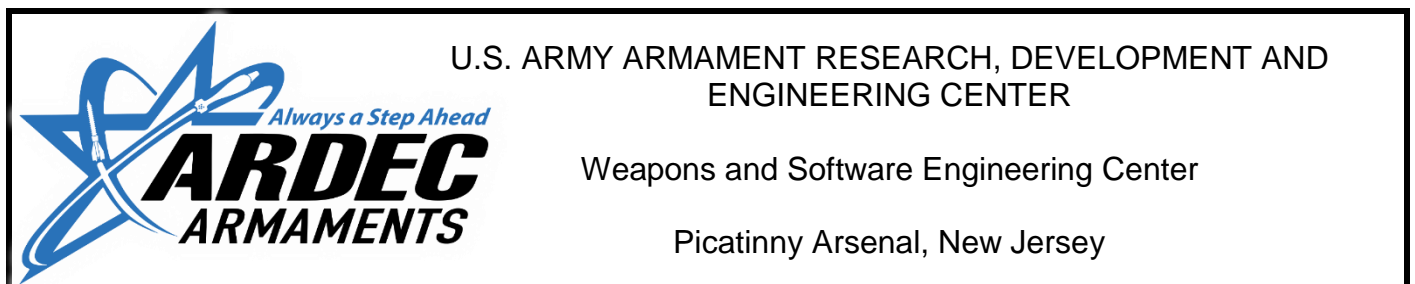 Always a Step Ahead
ARDEC
ARMAMENTS
U.S. ARMY ARMAMENT RESEARCH, DEVELOPMENT AND
ENGINEERING CENTER
Weapons and Software Engineering Center
Picatinny Arsenal, New Jersey